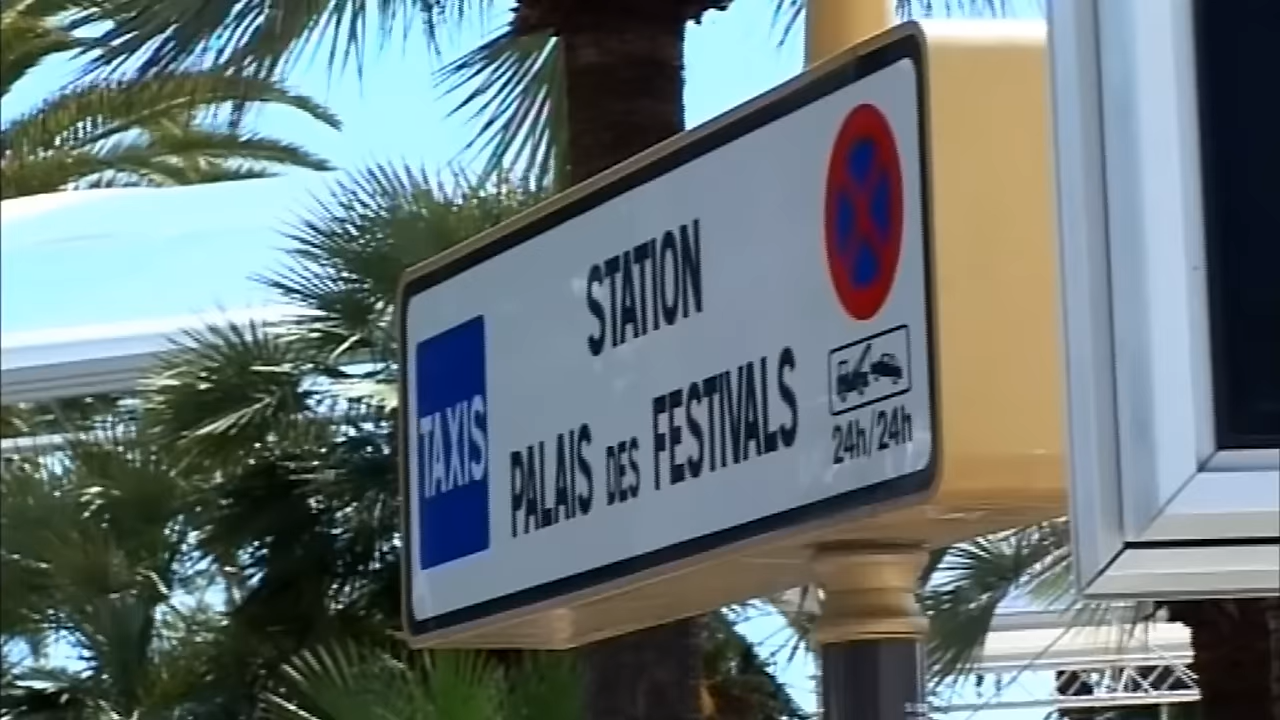 TAXIS
STATION
PALAIS DES FESTIVALS
24h/24h